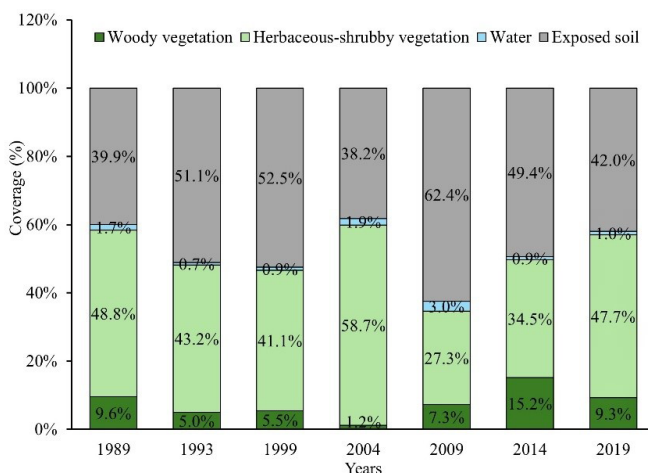 120%
Woody vegetation Herbaceous-shrubby vegetation Water Exposed soil
100%
80%
60%
40%
20%
0%
Coverage (%)
39.9% 51.1% 52.5% 38.2% 62.4% 49.4% 42.0%
1.7% 0.7% 0.9% 1.9% 3.0% 0.9% 1.0%
48.8% 43.2% 41.1% 58.7% 27.3% 34.5% 47.7%
9.6% 5.0% 5.5% 1.2% 7.3% 15.2% 9.3%
1989 1993 1999 2004 2009 2014 2019
Years